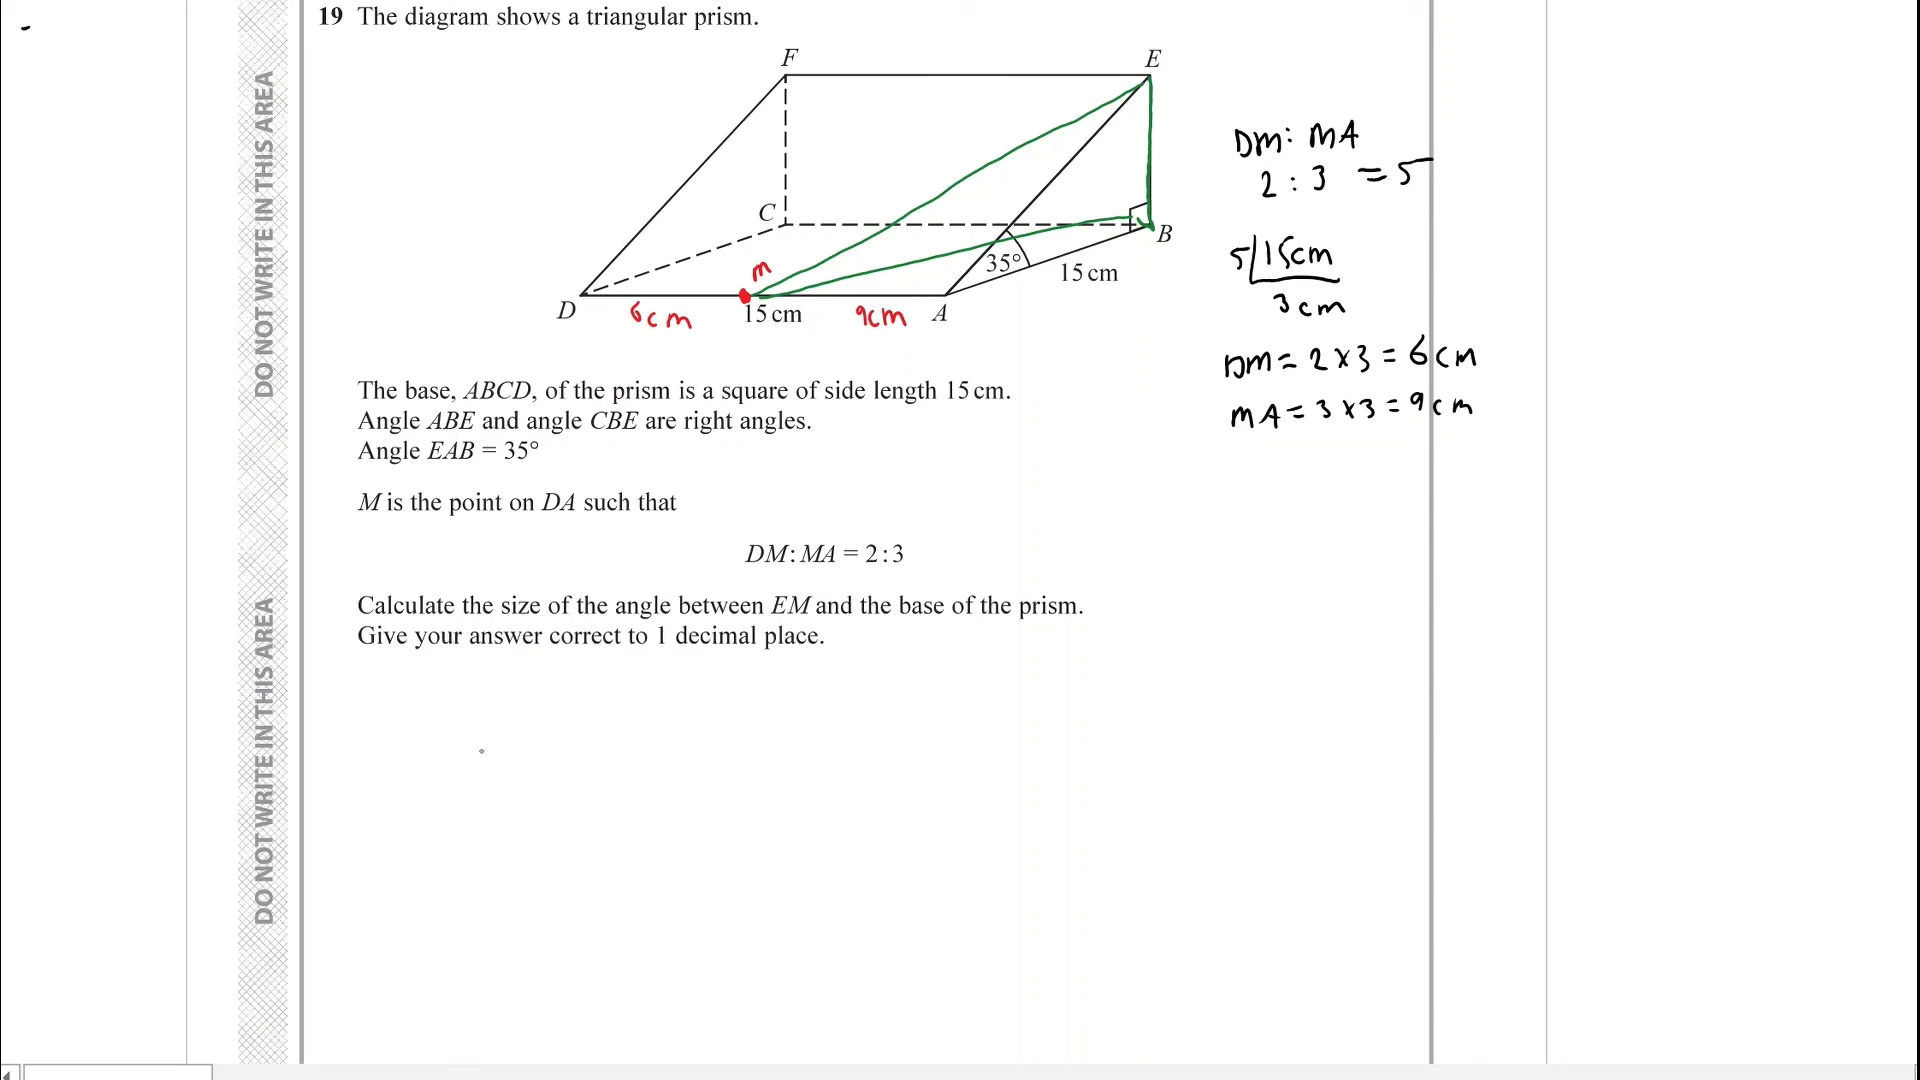 19 The diagram shows a triangular prism.
F
E
C
B
35°
15 cm
m
D
6cm
15 cm
9cm
A
DM: MA
2 : 3 = 5
5 15cm
3cm
DM = 2 x 3 = 6cm
MA = 3 x 3 = 9cm
The base, ABCD, of the prism is a square of side length 15 cm.
Angle ABE and angle CBE are right angles.
Angle EAB = 35°
M is the point on DA such that
DM : MA = 2 : 3
Calculate the size of the angle between EM and the base of the prism.
Give your answer correct to 1 decimal place.
DO NOT WRITE IN THIS AREA
DO NOT WRITE IN THIS AREA